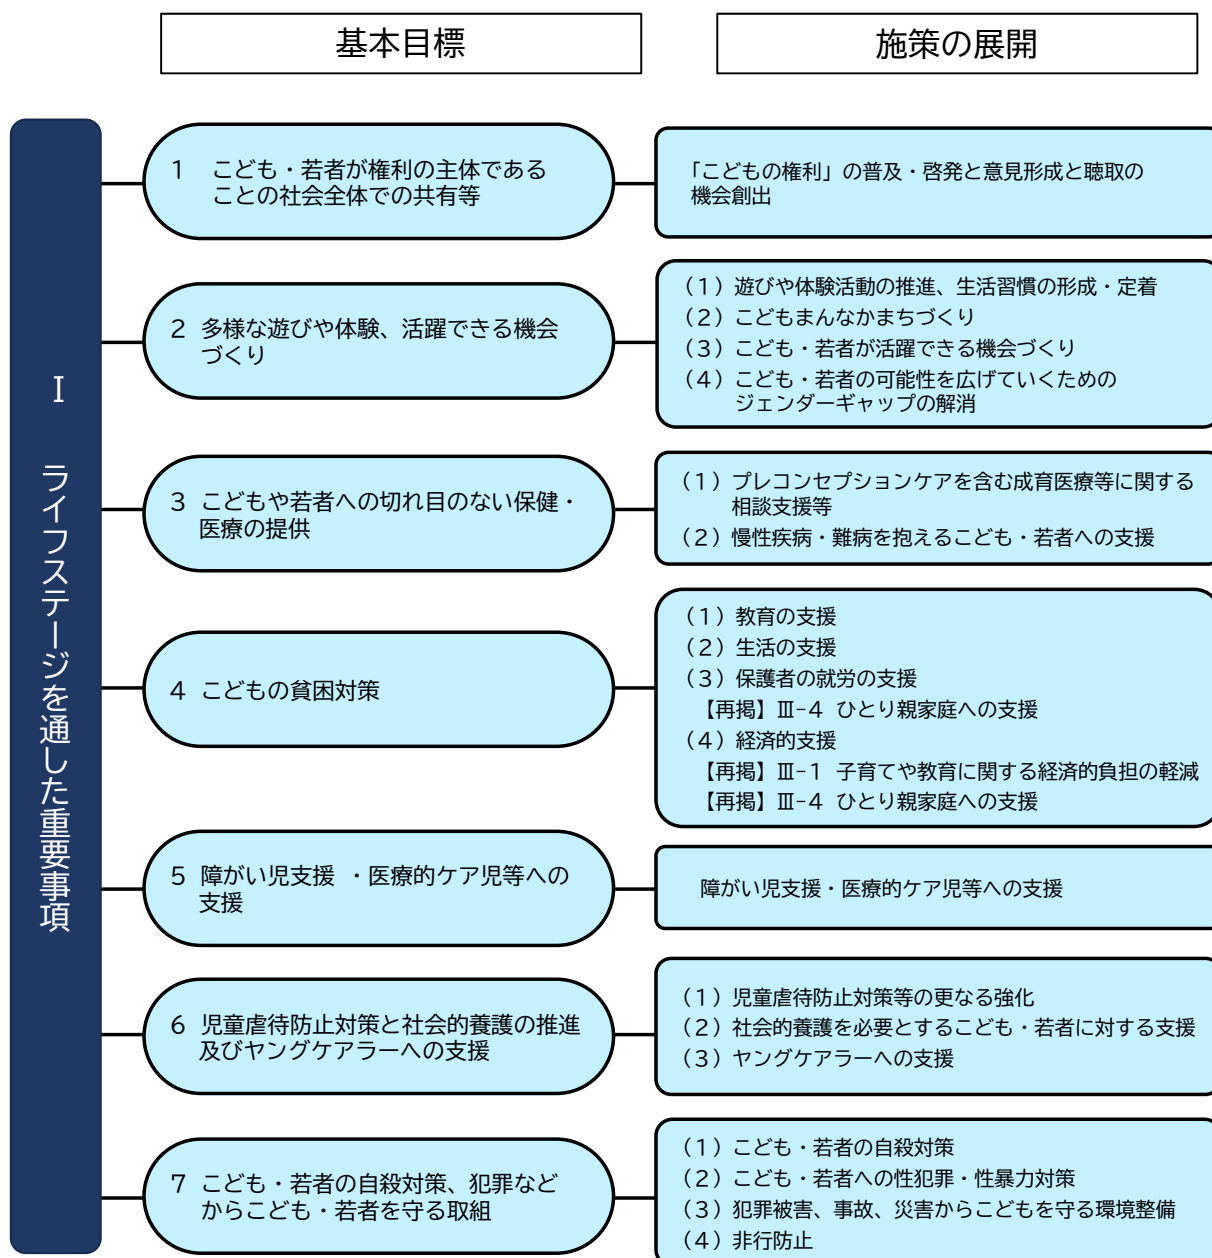 基本目標
施策の展開
Ⅰ ライフステージを通した重要事項
1 こども・若者が権利の主体である
ことの社会全体での共有等
「こどもの権利」の普及・啓発と意見形成と聴取の
機会創出
2 多様な遊びや体験、活躍できる機会
づくり
（1）遊びや体験活動の推進、生活習慣の形成・定着
（2）こどもまんなかまちづくり
（3）こども・若者が活躍できる機会づくり
（4）こども・若者の可能性を広げていくための
ジェンダーギャップの解消
3 こどもや若者への切れ目のない保健・
医療の提供
（1）プレコンセプションケアを含む成育医療等に関する
相談支援等
（2）慢性疾病・難病を抱えるこども・若者への支援
4 こどもの貧困対策
（1）教育の支援
（2）生活の支援
（3）保護者の就労の支援
【再掲】Ⅲ-4 ひとり親家庭への支援
（4）経済的支援
【再掲】Ⅲ-1 子育てや教育に関する経済的負担の軽減
【再掲】Ⅲ-4 ひとり親家庭への支援
5 障がい児支援 ・医療的ケア児等への
支援
障がい児支援・医療的ケア児等への支援
6 児童虐待防止対策と社会的養護の推進
及びヤングケアラーへの支援
（1）児童虐待防止対策等の更なる強化
（2）社会的養護を必要とするこども・若者に対する支援
（3）ヤングケアラーへの支援
7 こども・若者の自殺対策、犯罪など
からこども・若者を守る取組
（1）こども・若者の自殺対策
（2）こども・若者への性犯罪・性暴力対策
（3）犯罪被害、事故、災害からこどもを守る環境整備
（4）非行防止